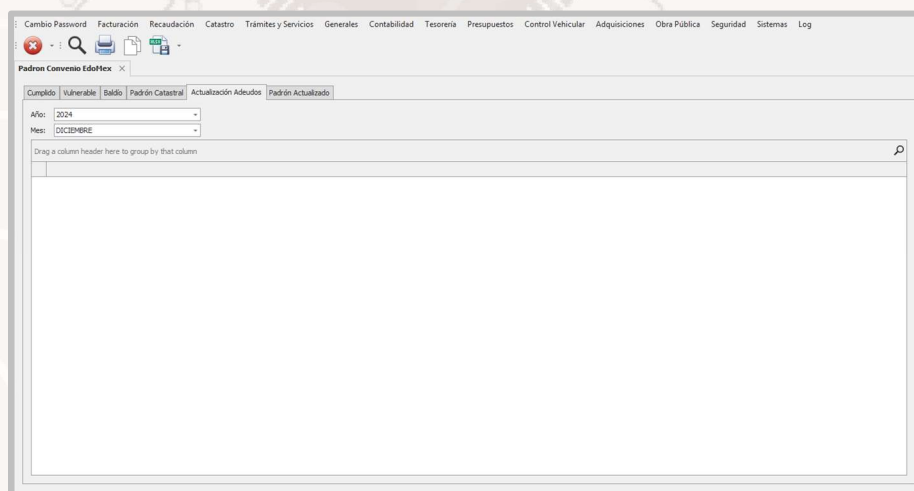 Cambio Password Facturación Recaudación Catastro Trámites y Servicios Generales Contabilidad Tesorería Presupuestos Control Vehicular Adquisiciones Obra Pública Seguridad Sistemas Log
Padron Convenio EdoMex
Cumplido Vulnerable Baldío Padrón Catastral Actualización Adeudos Padrón Actualizado
Año: 2024
Mes: DICIEMBRE
Drag a column header here to group by that column